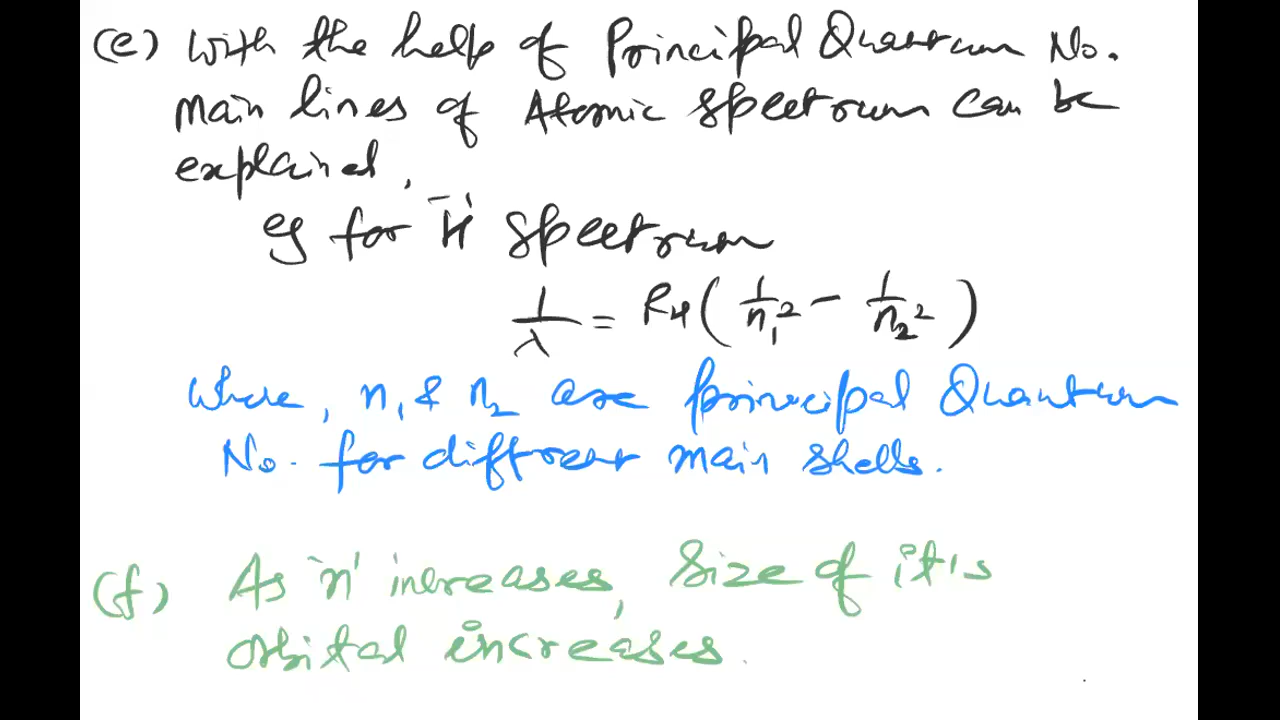 (e) With the help of Principal Quantum No.
main lines of Atomic Spectrum can be
explained.
eg for 'H' Spectrum
1/λ = RH ( 1/n₁² − 1/n₂² )
where, n₁ & n₂ are principal Quantum
No. for different main shells.
(f) As 'n' increases, Size of it's
orbital increases.